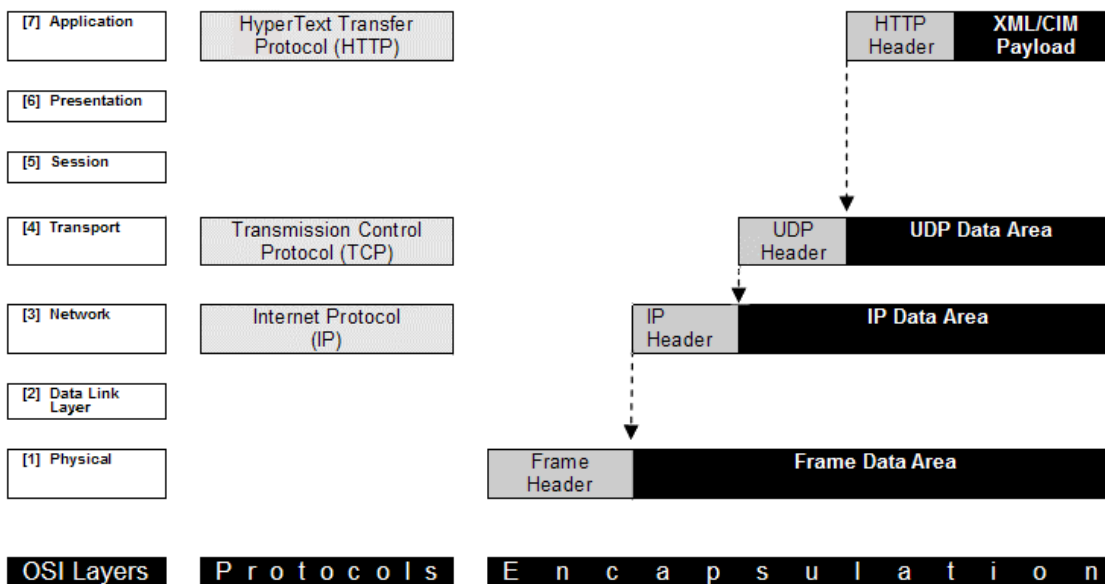 [7] Application
HyperText Transfer
Protocol (HTTP)
HTTP
Header
XML/CIM
Payload
[6] Presentation
[5] Session
[4] Transport
Transmission Control
Protocol (TCP)
UDP
Header
UDP Data Area
[3] Network
Internet Protocol
(IP)
IP
Header
IP Data Area
[2] Data Link
Layer
[1] Physical
Frame
Header
Frame Data Area
OSI Layers
Protocols
Encapsulation